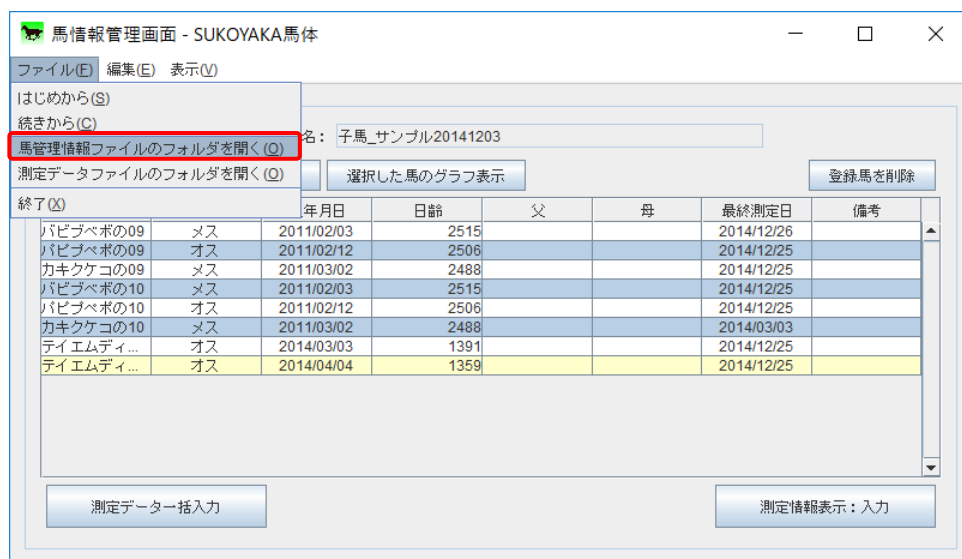 馬情報管理画面 - SUKOYAKA馬体
ファイル(F) 編集(E) 表示(V)
はじめから(S)
続きから(C)
馬管理情報ファイルのフォルダを開く(O)
測定データファイルのフォルダを開く(O)
終了(X)
名: 子馬_サンプル20141203
選択した馬のグラフ表示 登録馬を削除
年月日 日齢 父 母 最終測定日 備考
バビブベボの09 メス 2011/02/03 2515 2014/12/26
パピプペポの09 オス 2011/02/12 2506 2014/12/25
カキクケコの09 メス 2011/03/02 2488 2014/12/25
バビブベボの10 メス 2011/02/03 2515 2014/12/25
パピプペポの10 オス 2011/02/12 2506 2014/12/25
カキクケコの10 メス 2011/03/02 2488 2014/03/03
テイエムディ... オス 2014/03/03 1391 2014/12/25
テイエムディ... オス 2014/04/04 1359 2014/12/25
測定データ一括入力 測定情報表示:入力